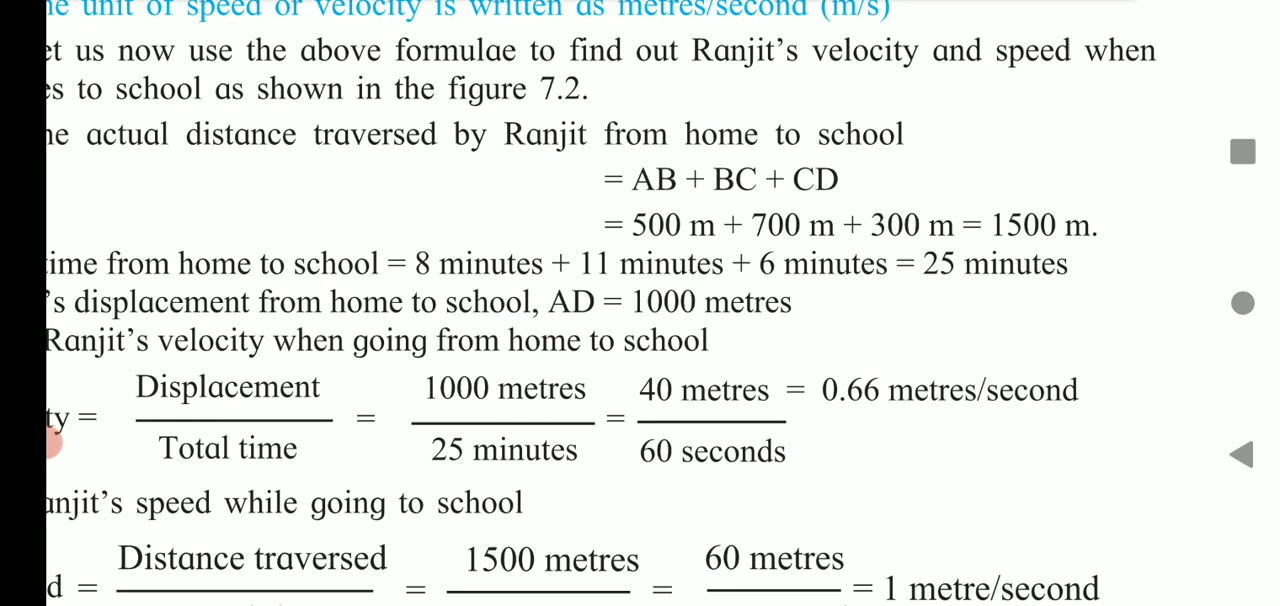 he unit of speed or velocity is written as metres/second (m/s)
et us now use the above formulae to find out Ranjit’s velocity and speed when
es to school as shown in the figure 7.2.
he actual distance traversed by Ranjit from home to school
= AB + BC + CD
= 500 m + 700 m + 300 m = 1500 m.
ime from home to school = 8 minutes + 11 minutes + 6 minutes = 25 minutes
’s displacement from home to school, AD = 1000 metres
Ranjit’s velocity when going from home to school
Displacement 1000 metres 40 metres = 0.66 metres/second
ty = = =
Total time 25 minutes 60 seconds
anjit’s speed while going to school
Distance traversed 1500 metres 60 metres
d = = = = 1 metre/second